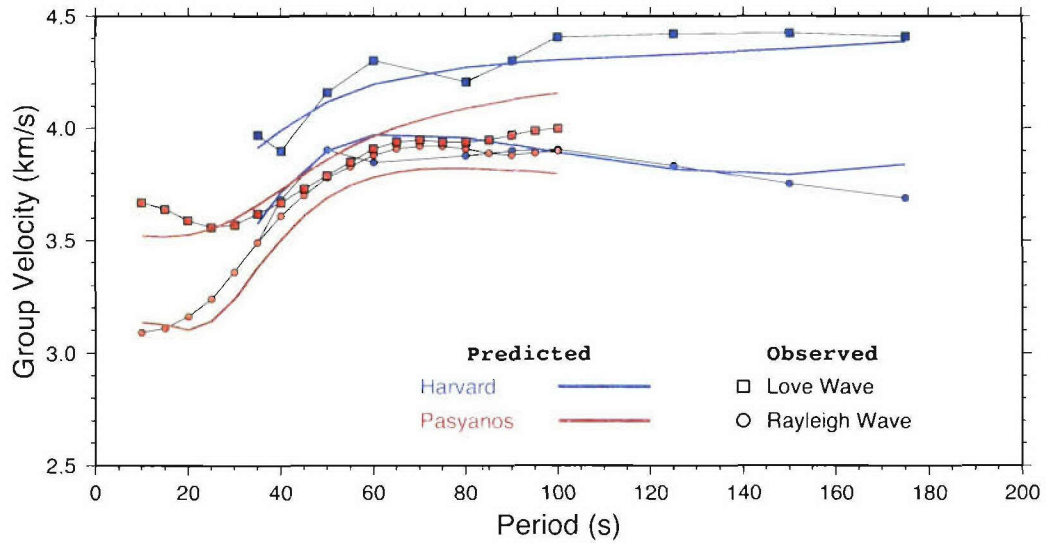 4.5
4.0
3.5
3.0
2.5
Group Velocity (km/s)
Predicted Observed
Harvard Love Wave
Pasyanos Rayleigh Wave
0 20 40 60 80 100 120 140 160 180 200
Period (s)